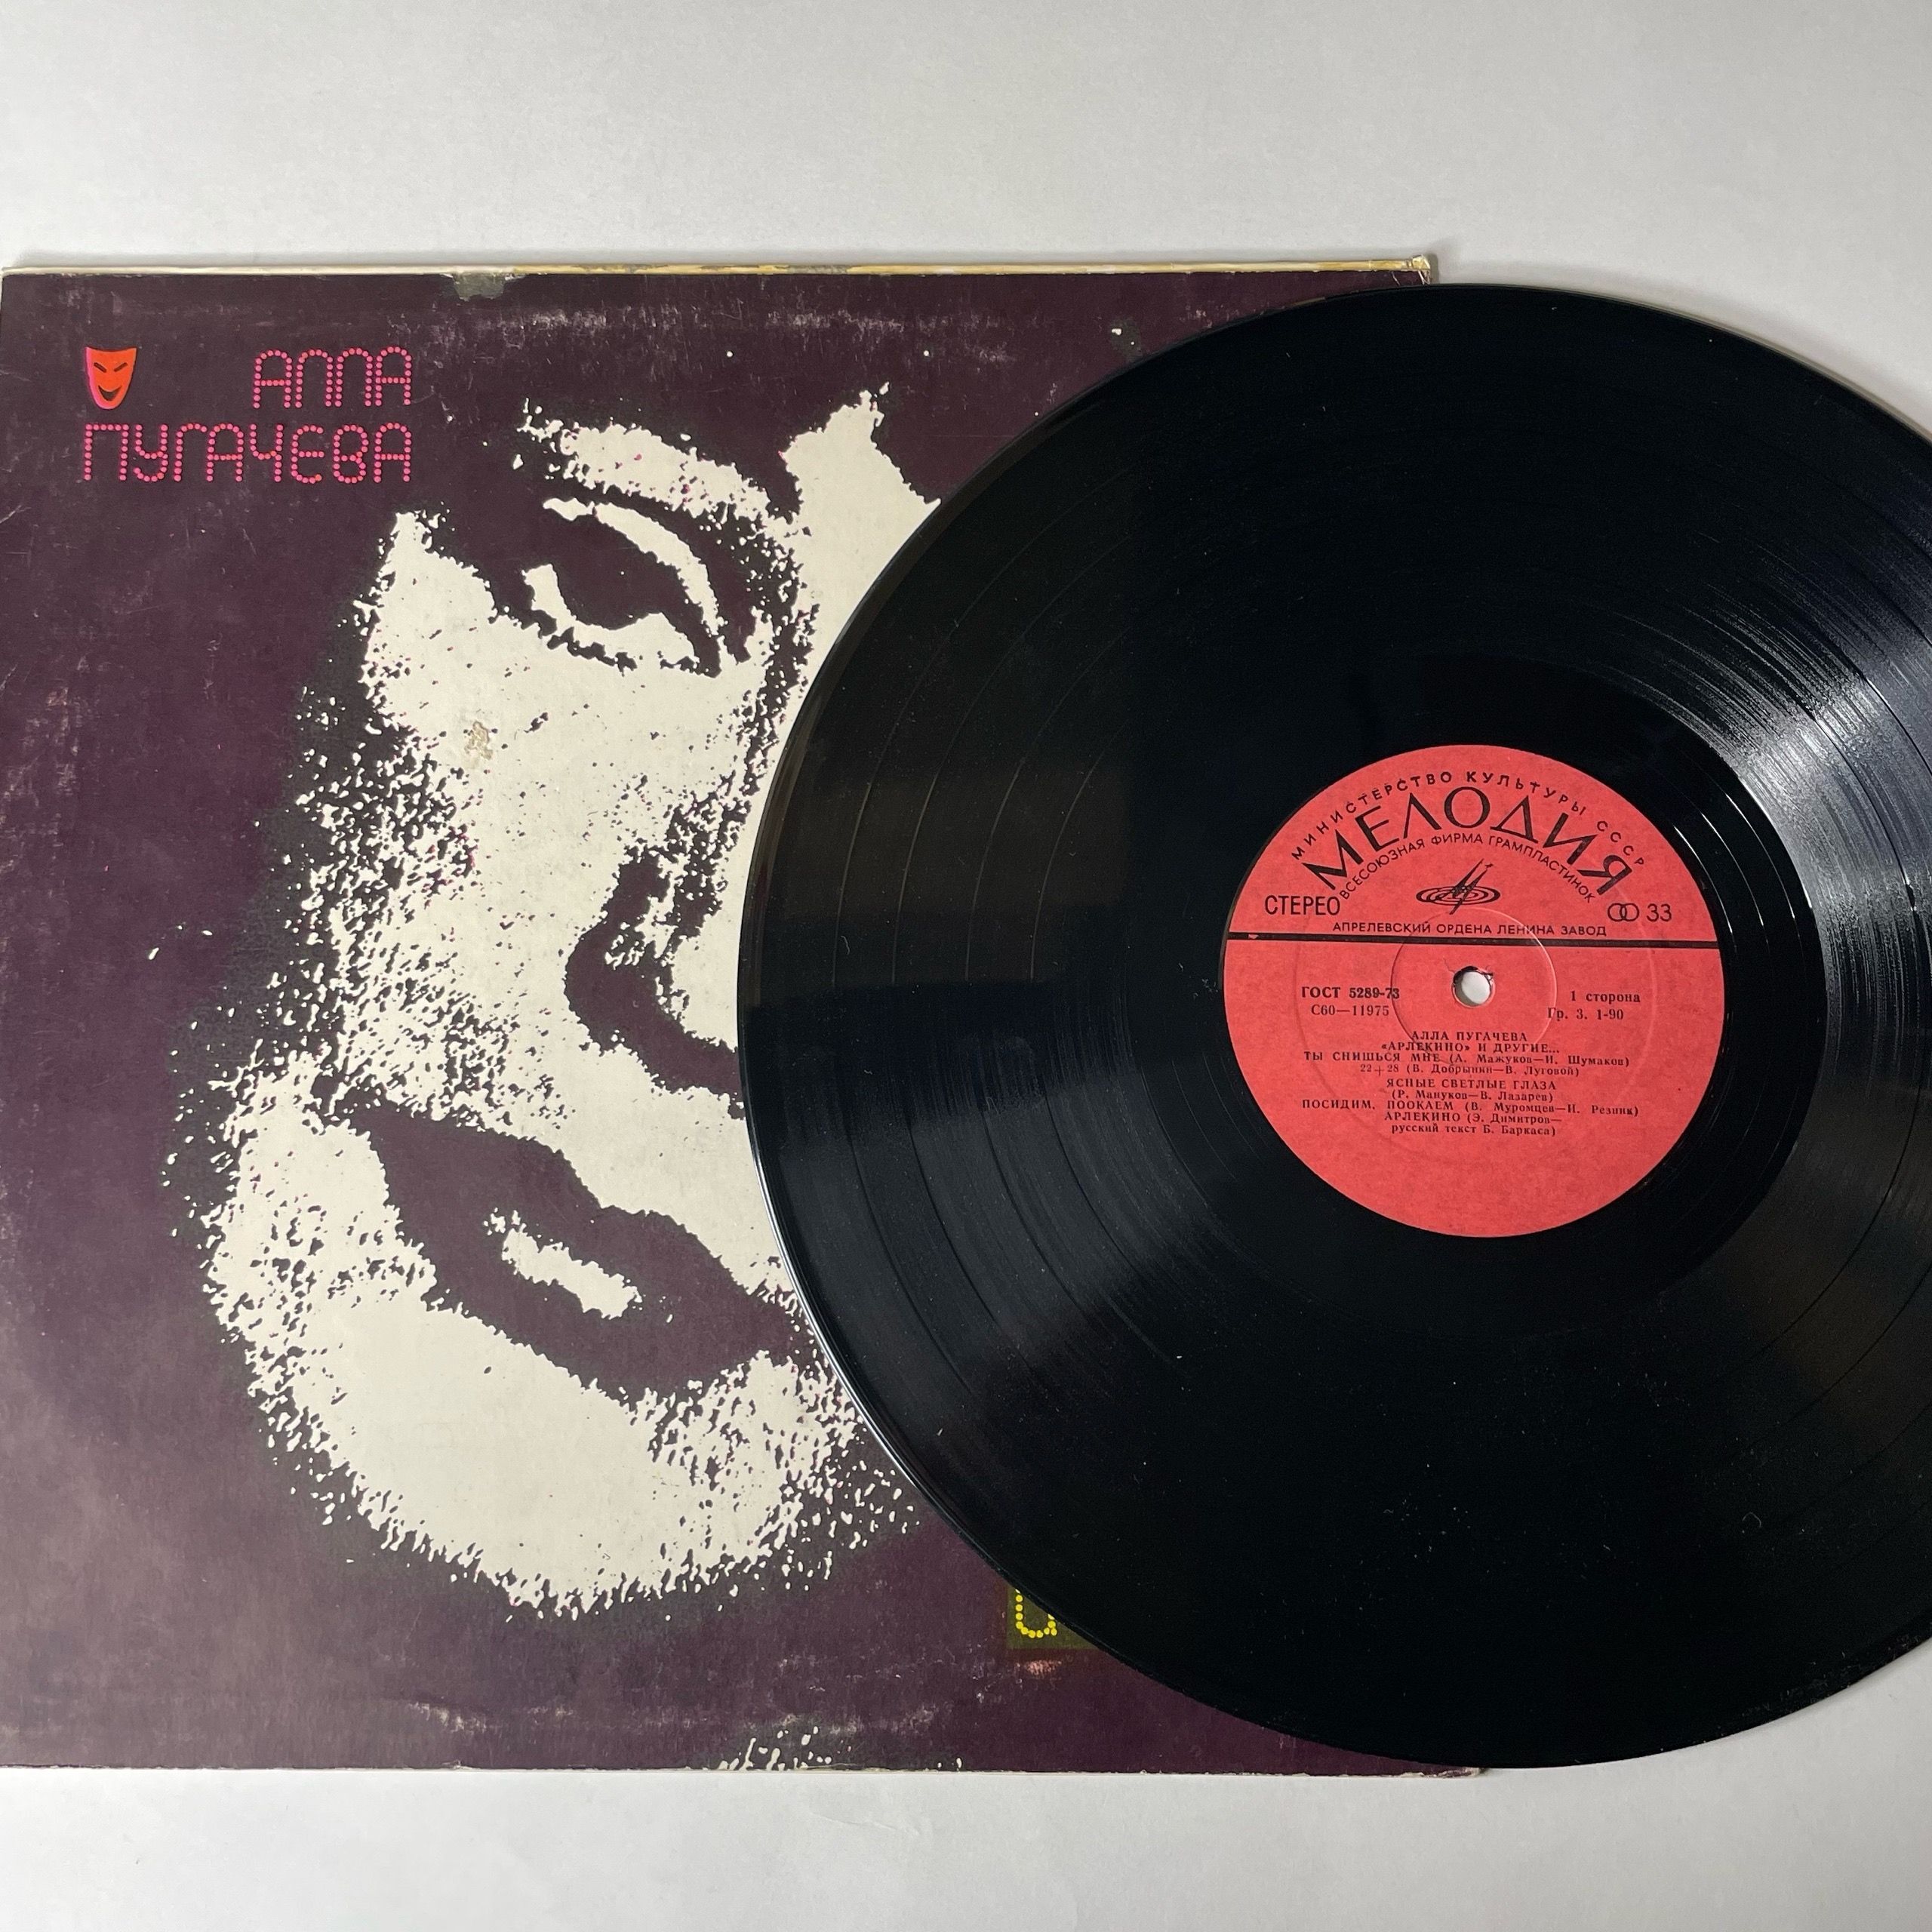 АЛЛА
ПУГАЧЕВА
МИНИСТЕРСТВО КУЛЬТУРЫ СССР
МЕЛОДИЯ
ВСЕСОЮЗНАЯ ФИРМА ГРАМПЛАСТИНОК
СТЕРЕО
33
АПРЕЛЕВСКИЙ ОРДЕНА ЛЕНИНА ЗАВОД
ГОСТ 5289-73
1 сторона
С60—11975
Гр. 3. 1-90
АЛЛА ПУГАЧЕВА
«АРЛЕКИНО» И ДРУГИЕ...
ТЫ СНИШЬСЯ МНЕ (А. Мажуков—И. Шумаков)
22+28 (В. Добрынин—В. Луговой)
ЯСНЫЕ СВЕТЛЫЕ ГЛАЗА
(Р. Мануков—В. Лазарев)
ПОСИДИМ, ПООКАЕМ (В. Муромцев—И. Резник)
АРЛЕКИНО (Э. Димитров—
русский текст Б. Баркаса)